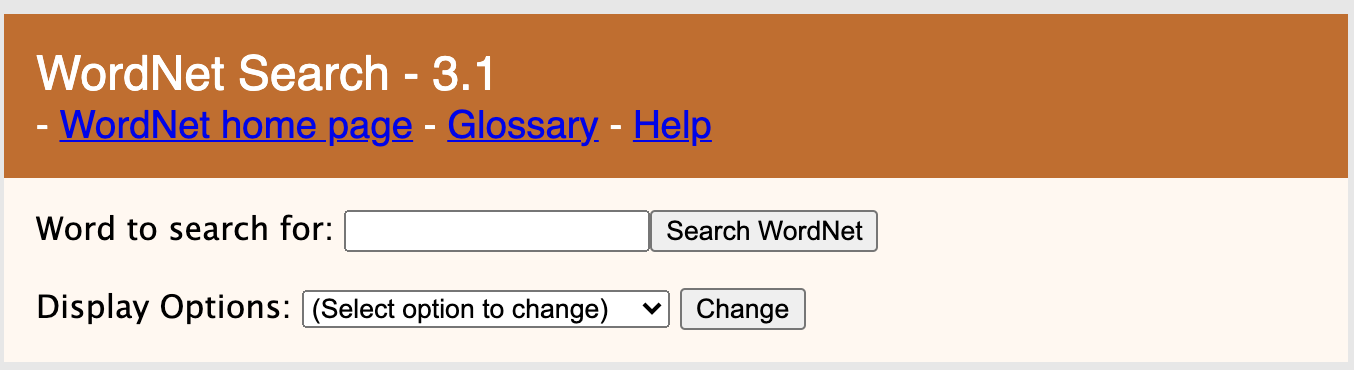 WordNet Search - 3.1
- WordNet home page - Glossary - Help
Word to search for: Search WordNet
Display Options: (Select option to change) Change